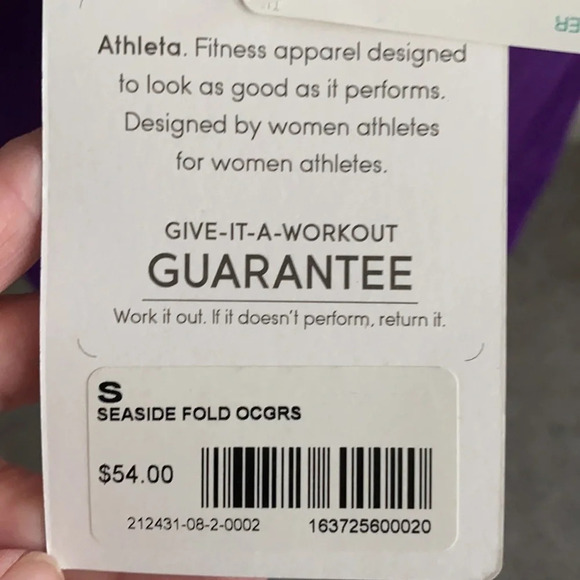 Athleta. Fitness apparel designed
to look as good as it performs.
Designed by women athletes
for women athletes.
GIVE-IT-A-WORKOUT
GUARANTEE
Work it out. If it doesn't perform, return it.
S
SEASIDE FOLD OCGRS
$54.00
212431-08-2-0002 163725600020